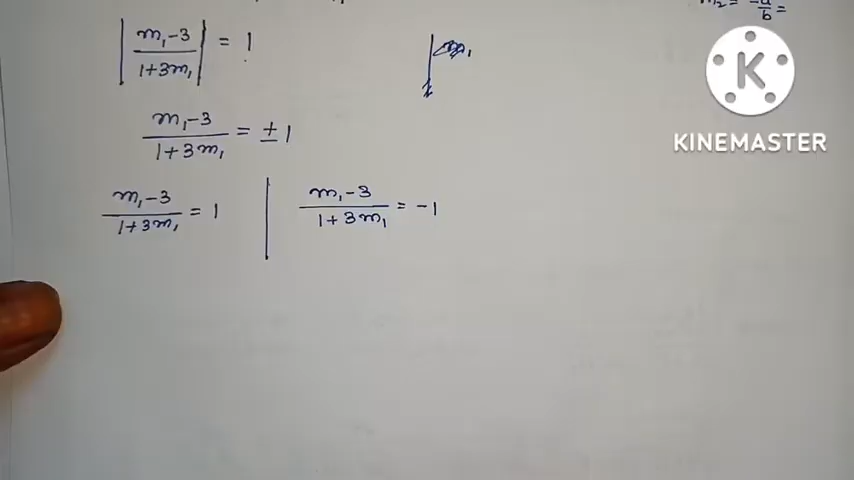 m₂ = -a/b =
|m₁-3 / 1+3m₁| = 1
m₁-3 / 1+3m₁ = ± 1
m₁-3 / 1+3m₁ = 1 | m₁-3 / 1+3m₁ = -1
K
KINEMASTER